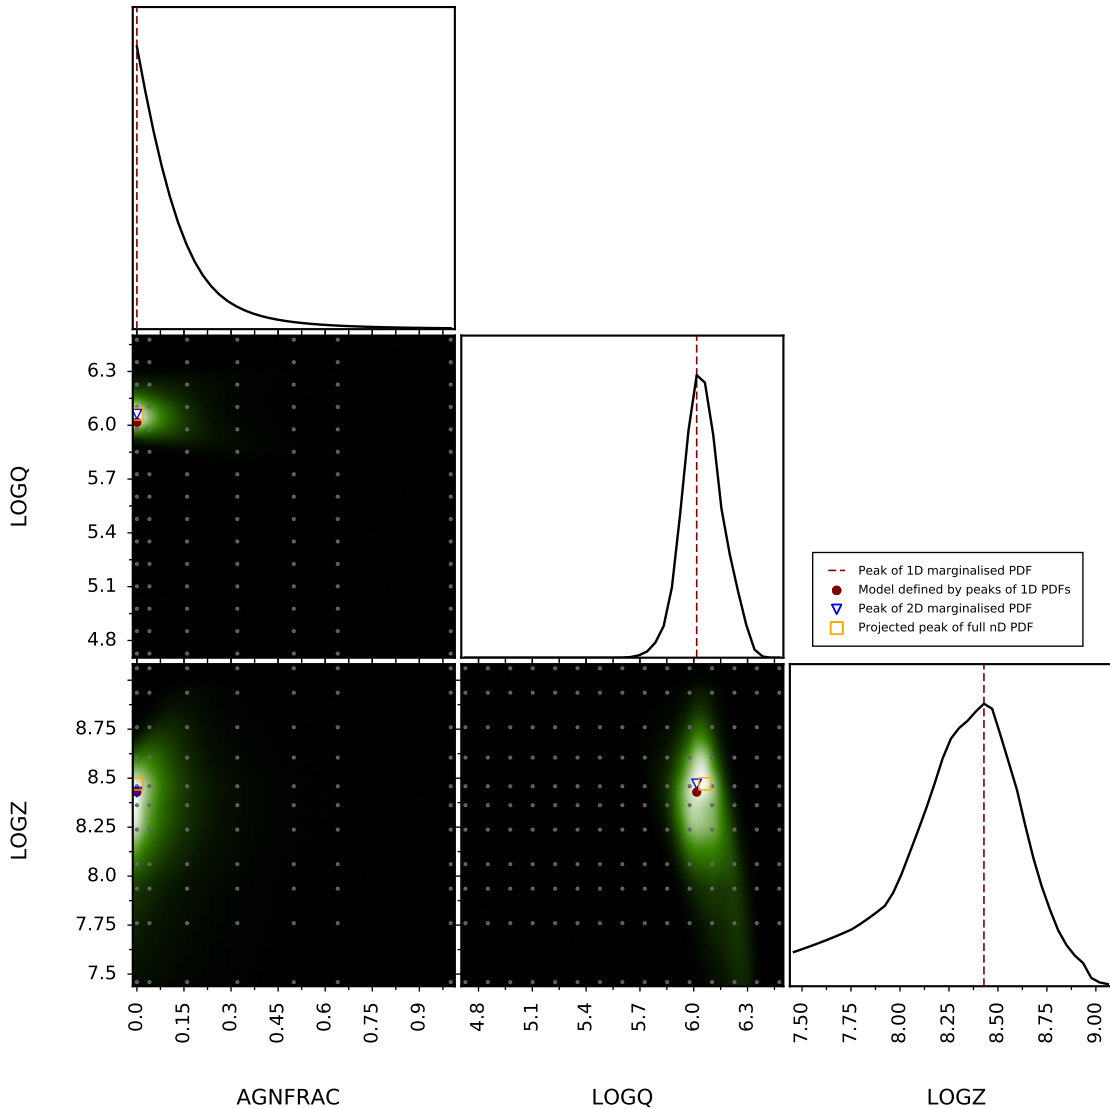 6.3
6.0
5.7
5.4
5.1
4.8
LOGQ
Peak of 1D marginalised PDF
Model defined by peaks of 1D PDFs
Peak of 2D marginalised PDF
Projected peak of full nD PDF
8.75
8.5
8.25
8.0
7.75
7.5
LOGZ
0.0 0.15 0.3 0.45 0.6 0.75 0.9
4.8 5.1 5.4 5.7 6.0 6.3
7.50 7.75 8.00 8.25 8.50 8.75 9.00
AGNFRAC
LOGQ
LOGZ